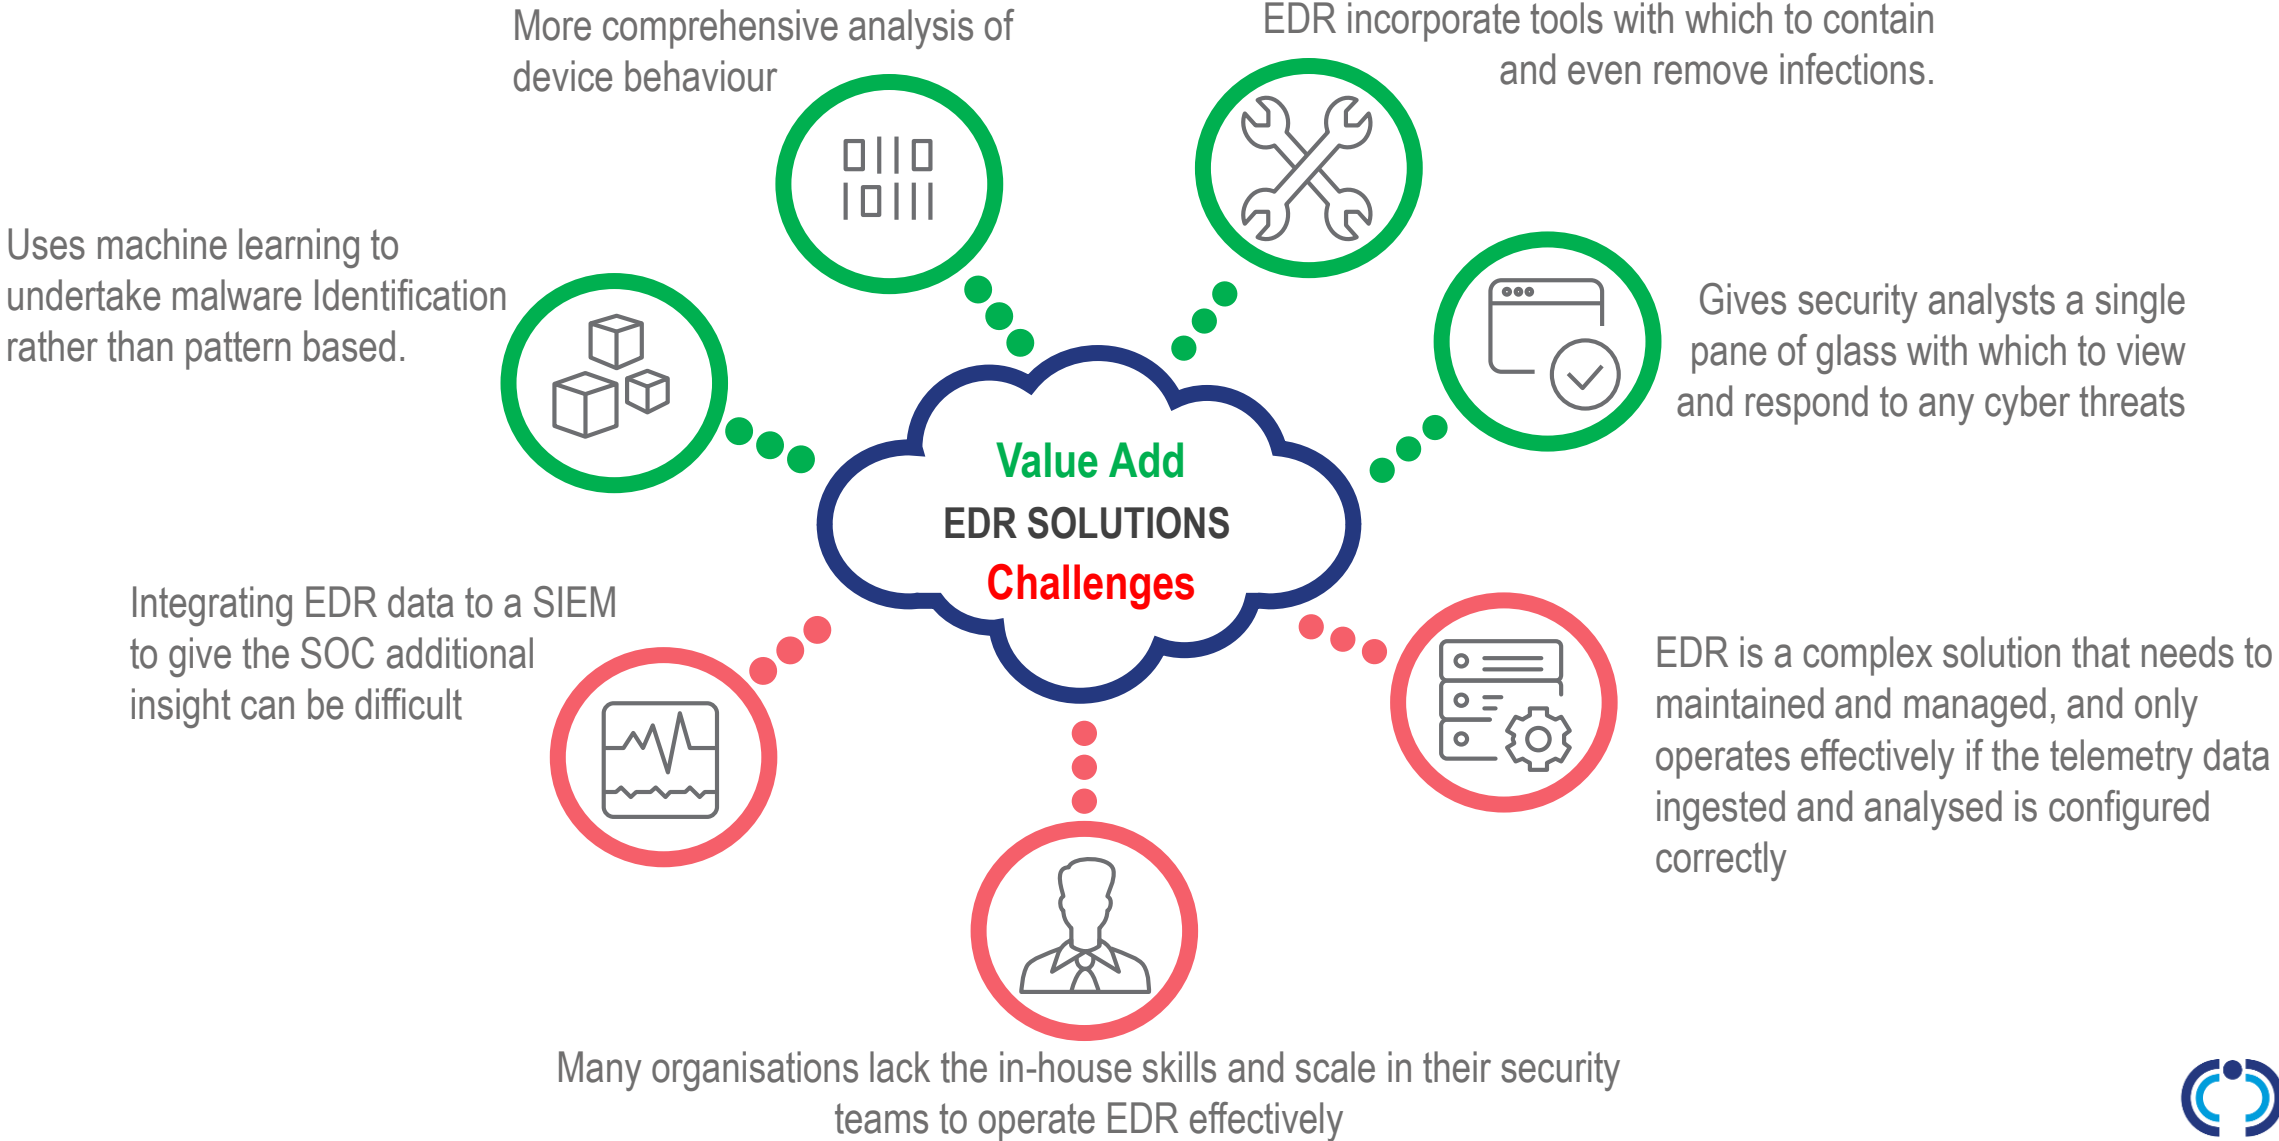 More comprehensive analysis of
device behaviour
EDR incorporate tools with which to contain
and even remove infections.
Uses machine learning to
undertake malware Identification
rather than pattern based.
Gives security analysts a single
pane of glass with which to view
and respond to any cyber threats
Value Add
EDR SOLUTIONS
Challenges
Integrating EDR data to a SIEM
to give the SOC additional
insight can be difficult
EDR is a complex solution that needs to
maintained and managed, and only
operates effectively if the telemetry data
ingested and analysed is configured
correctly
Many organisations lack the in-house skills and scale in their security
teams to operate EDR effectively